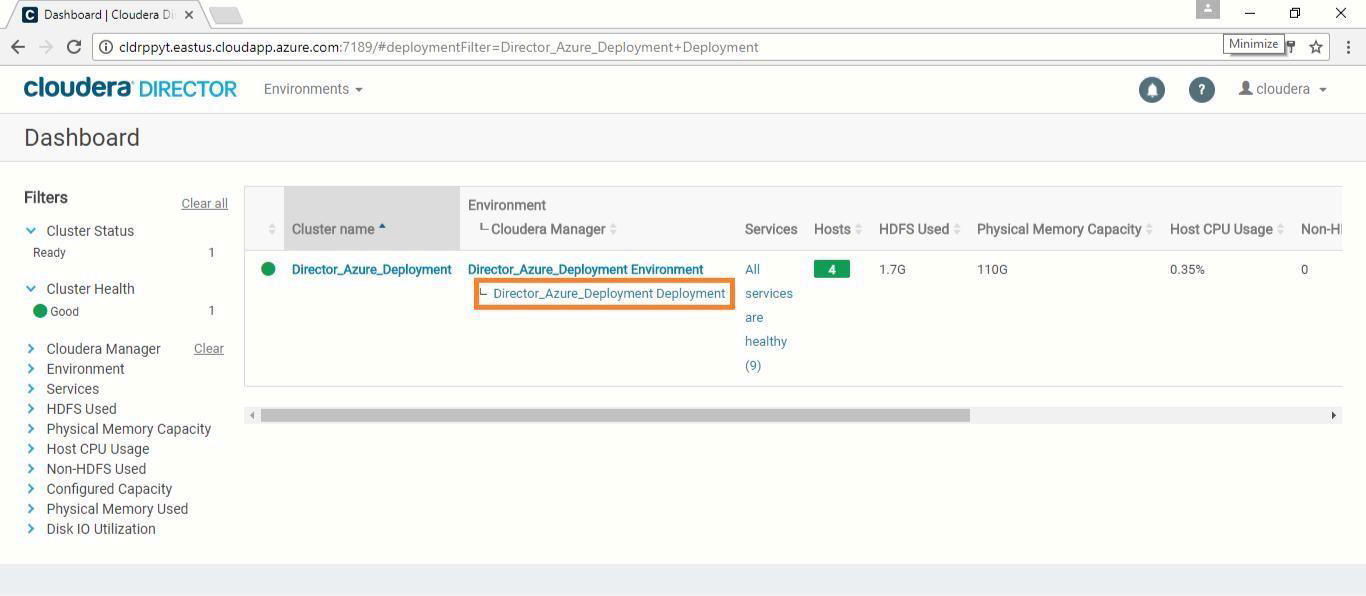 Dashboard | Cloudera Di
cldrppyt.eastus.cloudapp.azure.com:7189/#deploymentFilter=Director_Azure_Deployment+Deployment
Minimize
cloudera DIRECTOR
Environments
?
cloudera
Dashboard
Filters
Clear all
Cluster Status
Ready 1
Cluster Health
Good 1
Cloudera Manager Clear
Environment
Services
HDFS Used
Physical Memory Capacity
Host CPU Usage
Non-HDFS Used
Configured Capacity
Physical Memory Used
Disk IO Utilization
Environment
Cluster name Cloudera Manager Services Hosts HDFS Used Physical Memory Capacity Host CPU Usage Non-H
Director_Azure_Deployment Director_Azure_Deployment Environment All 4 1.7G 110G 0.35% 0
Director_Azure_Deployment Deployment services
are
healthy
(9)